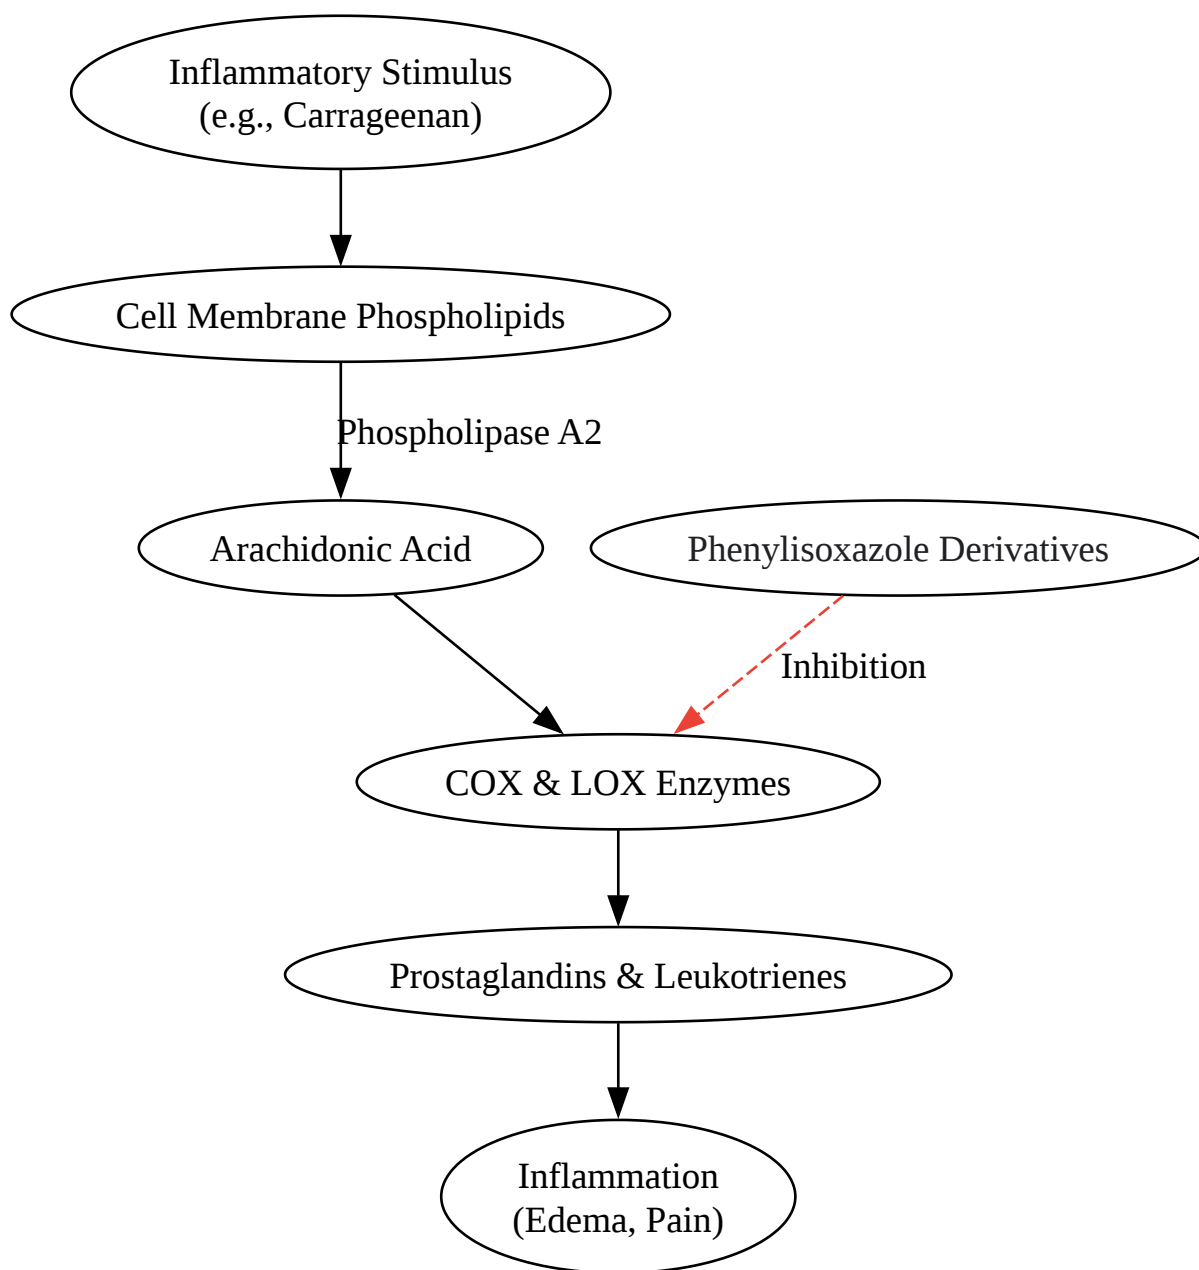 Inflammatory Stimulus
(e.g., Carrageenan)
Cell Membrane Phospholipids
Phospholipase A2
Arachidonic Acid
Phenylisoxazole Derivatives
Inhibition
COX & LOX Enzymes
Prostaglandins & Leukotrienes
Inflammation
(Edema, Pain)